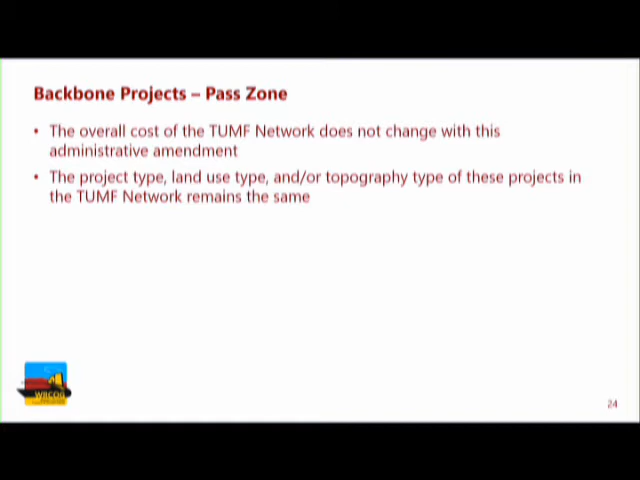 Backbone Projects – Pass Zone
• The overall cost of the TUMF Network does not change with this
administrative amendment
• The project type, land use type, and/or topography type of these projects in
the TUMF Network remains the same
WRCOG
24